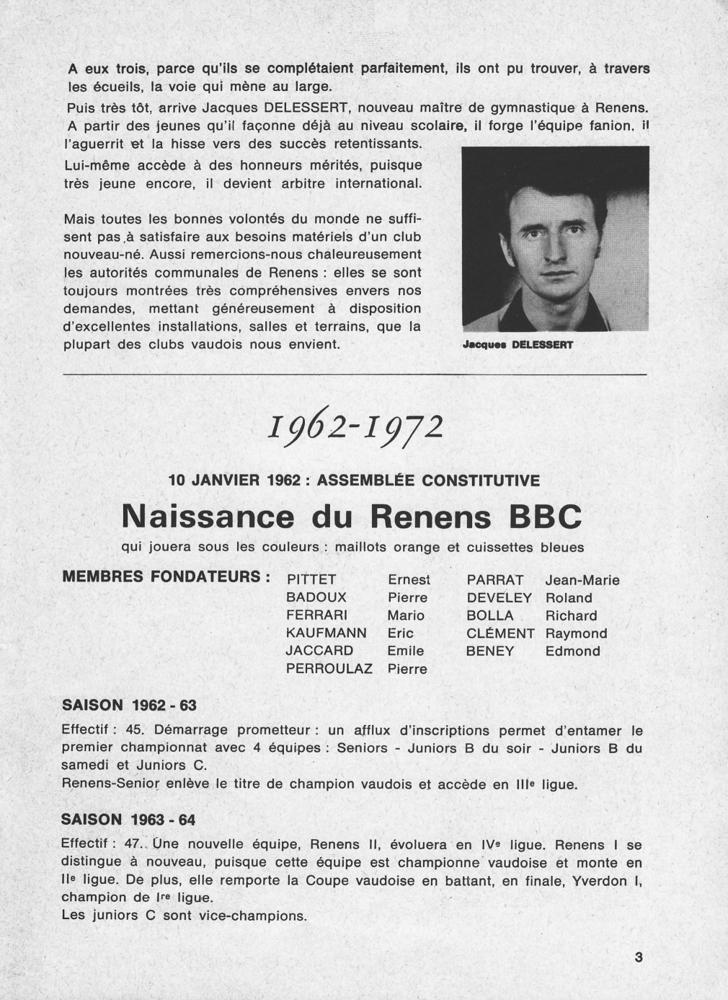 A eux trois, parce qu'ils se complétaient parfaitement, ils ont pu trouver, à travers
les écueils, la voie qui mène au large.
Puis très tôt, arrive Jacques DELESSERT, nouveau maître de gymnastique à Renens.
A partir des jeunes qu'il façonne déjà au niveau scolaire, il forge l'équipe fanion, il
l'aguerrit et la hisse vers des succès retentissants.
Lui-même accède à des honneurs mérités, puisque
très jeune encore, il devient arbitre international.
Mais toutes les bonnes volontés du monde ne suffi-
sent pas à satisfaire aux besoins matériels d'un club
nouveau-né. Aussi remercions-nous chaleureusement
les autorités communales de Renens : elles se sont
toujours montrées très compréhensives envers nos
demandes, mettant généreusement à disposition
d'excellentes installations, salles et terrains, que la
plupart des clubs vaudois nous envient.
Jacques DELESSERT
1962-1972
10 JANVIER 1962 : ASSEMBLÉE CONSTITUTIVE
Naissance du Renens BBC
qui jouera sous les couleurs : maillots orange et cuissettes bleues
MEMBRES FONDATEURS : PITTET Ernest PARRAT Jean-Marie
BADOUX Pierre DEVELEY Roland
FERRARI Mario BOLLA Richard
KAUFMANN Eric CLÉMENT Raymond
JACCARD Emile BENEY Edmond
PERROULAZ Pierre
SAISON 1962 - 63
Effectif : 45. Démarrage prometteur : un afflux d'inscriptions permet d'entamer le
premier championnat avec 4 équipes : Seniors - Juniors B du soir - Juniors B du
samedi et Juniors C.
Renens-Senior enlève le titre de champion vaudois et accède en IIIe ligue.
SAISON 1963 - 64
Effectif : 47. Une nouvelle équipe, Renens II, évoluera en IVe ligue. Renens I se
distingue à nouveau, puisque cette équipe est championne vaudoise et monte en
IIe ligue. De plus, elle remporte la Coupe vaudoise en battant, en finale, Yverdon I,
champion de Ire ligue.
Les juniors C sont vice-champions.
3